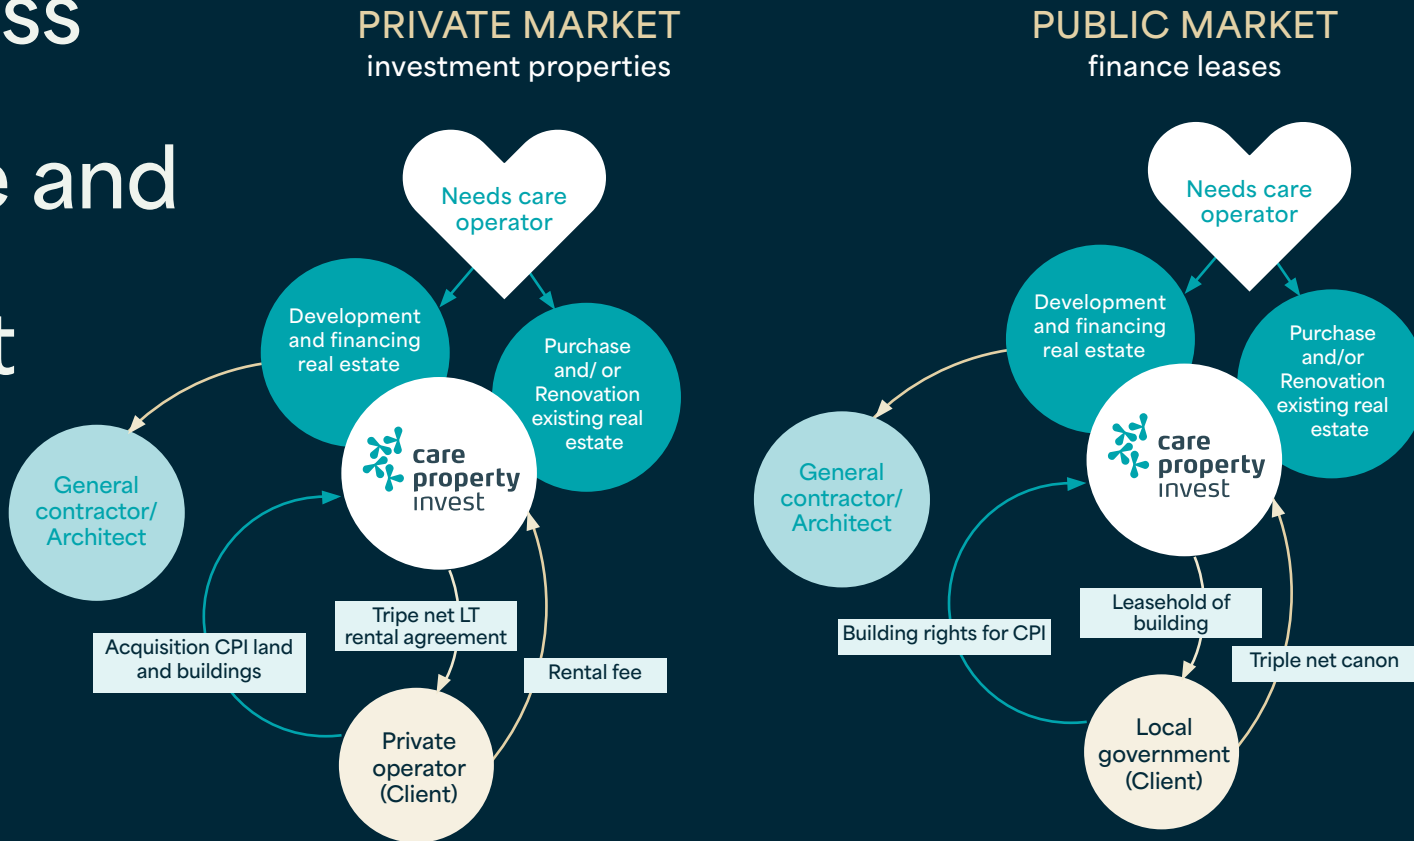 ss
e and
t
PRIVATE MARKET
investment properties
Needs care
operator
Development
and financing
real estate
Purchase
and/ or
Renovation
existing real
estate
care
property
invest
General
contractor/
Architect
Tripe net LT
rental agreement
Acquisition CPI land
and buildings
Rental fee
Private
operator
(Client)
PUBLIC MARKET
finance leases
Needs care
operator
Development
and financing
real estate
Purchase
and/or
Renovation
existing real
estate
care
property
invest
General
contractor/
Architect
Leasehold of
building
Building rights for CPI
Triple net canon
Local
government
(Client)